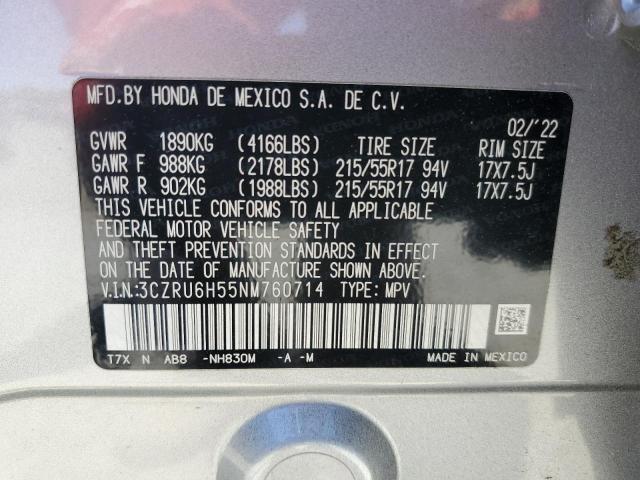 MFD.BY HONDA DE MEXICO S.A. DE C.V.
02/'22
GVWR 1890KG (4166LBS) TIRE SIZE RIM SIZE
GAWR F 988KG (2178LBS) 215/55R17 94V 17X7.5J
GAWR R 902KG (1988LBS) 215/55R17 94V 17X7.5J
THIS VEHICLE CONFORMS TO ALL APPLICABLE
FEDERAL MOTOR VEHICLE SAFETY
AND THEFT PREVENTION STANDARDS IN EFFECT
ON THE DATE OF MANUFACTURE SHOWN ABOVE.
V.I.N.:3CZRU6H55NM760714 TYPE: MPV
T7X N AB8 -NH830M -A -M MADE IN MEXICO